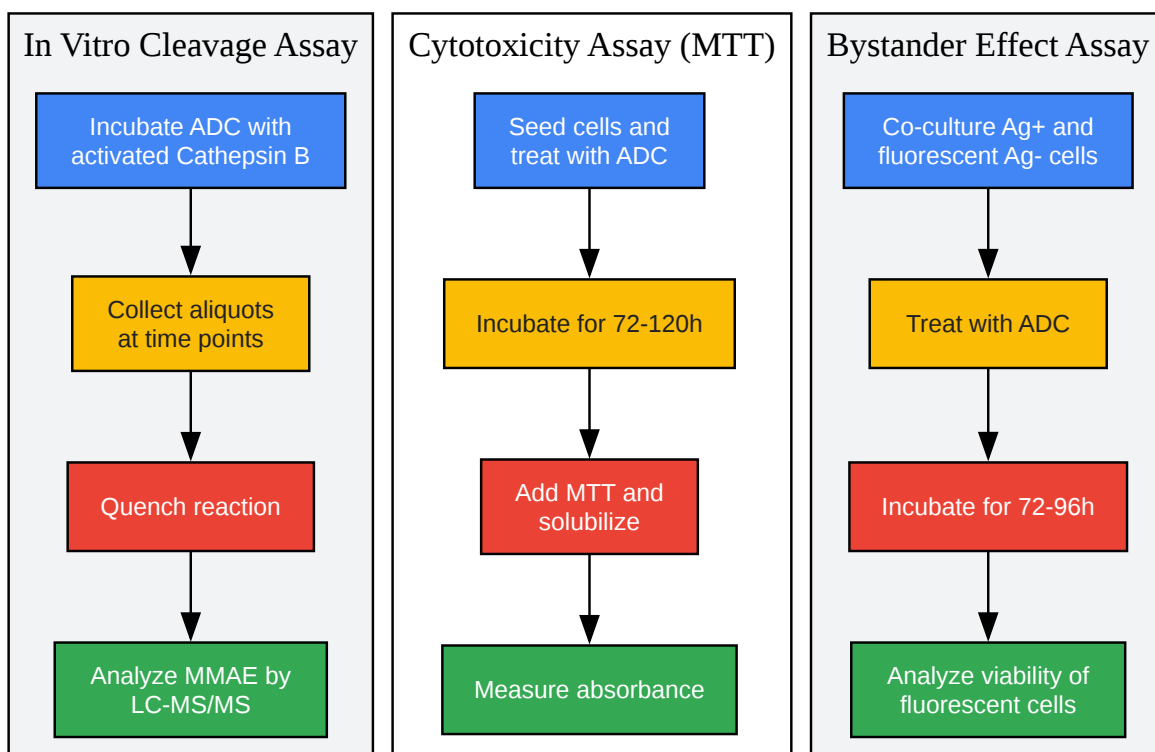 In Vitro Cleavage Assay
Incubate ADC with
activated Cathepsin B
Collect aliquots
at time points
Quench reaction
Analyze MMAE by
LC-MS/MS
Cytotoxicity Assay (MTT)
Seed cells and
treat with ADC
Incubate for 72-120h
Add MTT and
solubilize
Measure absorbance
Bystander Effect Assay
Co-culture Ag+ and
fluorescent Ag- cells
Treat with ADC
Incubate for 72-96h
Analyze viability of
fluorescent cells